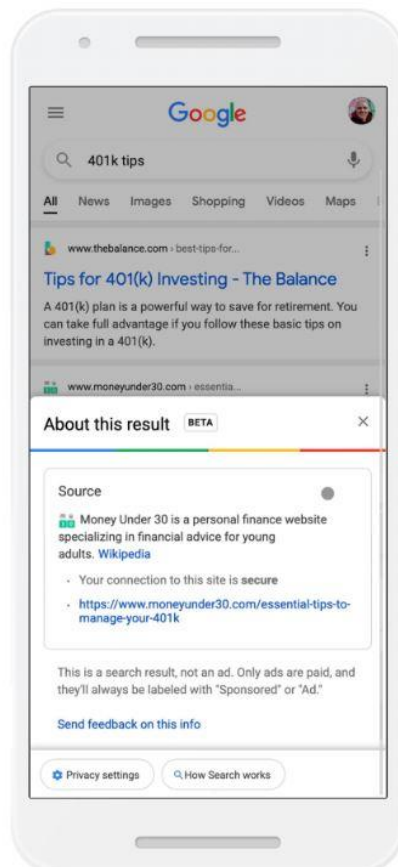 Google
401k tips
All News Images Shopping Videos Maps
www.thebalance.com › best-tips-for...
Tips for 401(k) Investing - The Balance
A 401(k) plan is a powerful way to save for retirement. You
can take full advantage if you follow these basic tips on
investing in a 401(k).
www.moneyunder30.com › essentia...
About this result BETA
Source
Money Under 30 is a personal finance website
specializing in financial advice for young
adults. Wikipedia
Your connection to this site is secure
https://www.moneyunder30.com/essential-tips-to-
manage-your-401k
This is a search result, not an ad. Only ads are paid, and
they'll always be labeled with "Sponsored" or "Ad."
Send feedback on this info
Privacy settings How Search works